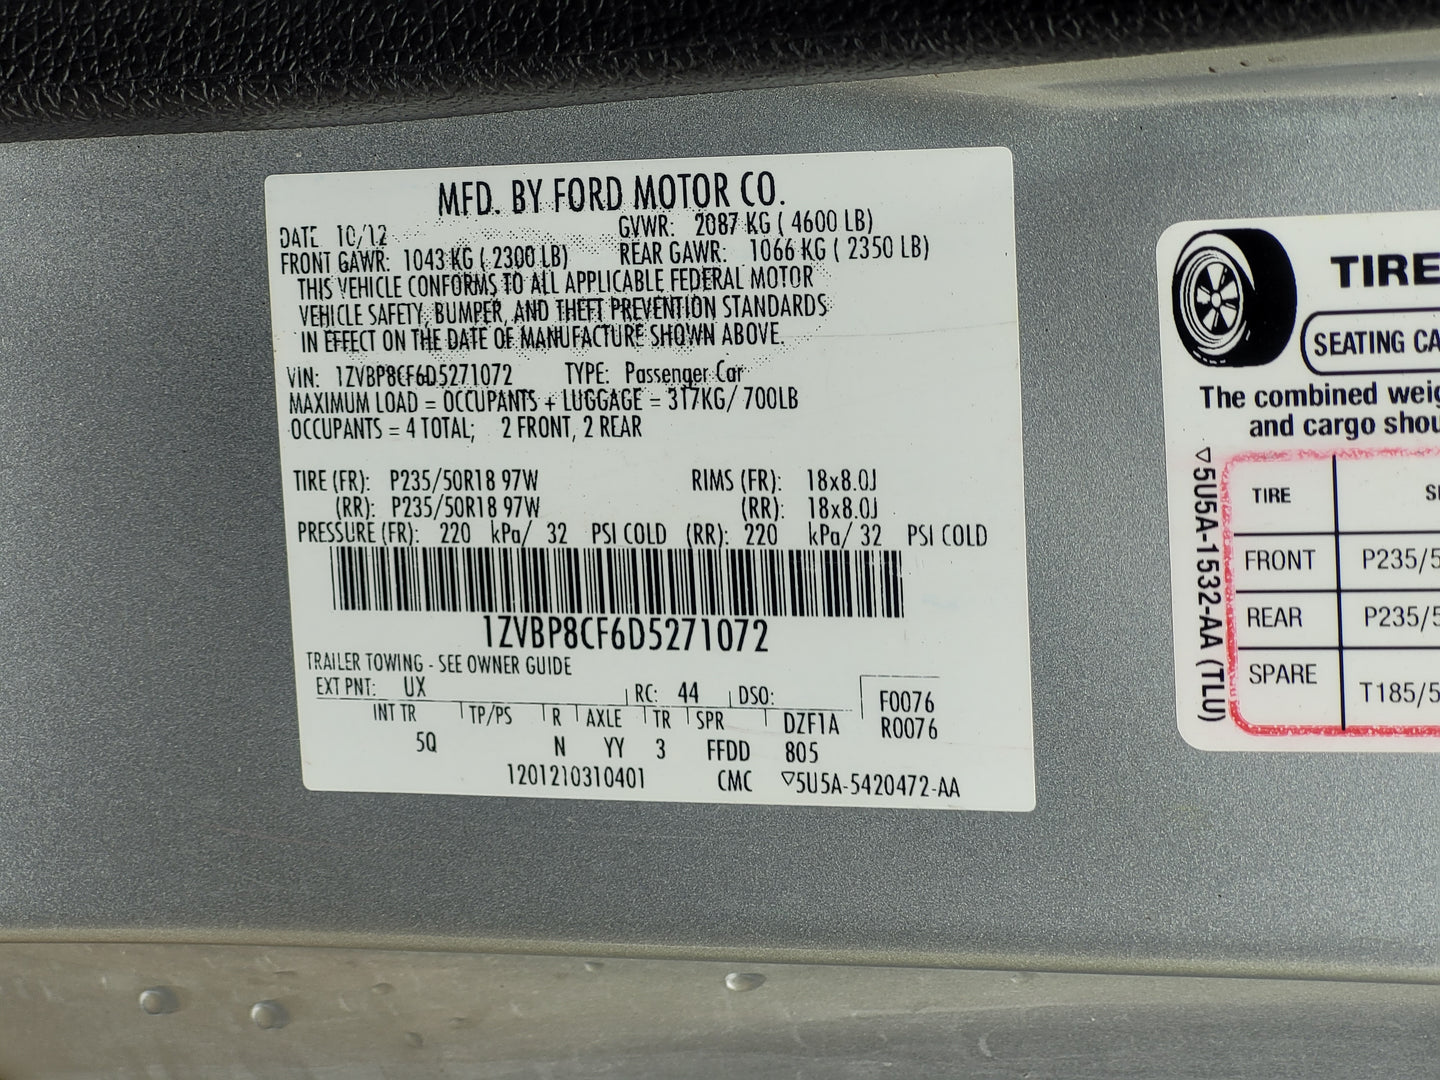 MFD. BY FORD MOTOR CO.
DATE 10/12 GVWR: 2087 KG ( 4600 LB)
FRONT GAWR: 1043 KG ( 2300 LB) REAR GAWR: 1066 KG ( 2350 LB)
THIS VEHICLE CONFORMS TO ALL APPLICABLE FEDERAL MOTOR
VEHICLE SAFETY, BUMPER, AND THEFT PREVENTION STANDARDS
IN EFFECT ON THE DATE OF MANUFACTURE SHOWN ABOVE.
VIN: 1ZVBP8CF6D5271072 TYPE: Passenger Car
MAXIMUM LOAD = OCCUPANTS + LUGGAGE = 317KG/ 700LB
OCCUPANTS = 4 TOTAL; 2 FRONT, 2 REAR
TIRE (FR): P235/50R18 97W RIMS (FR): 18x8.0J
(RR): P235/50R18 97W (RR): 18x8.0J
PRESSURE (FR): 220 kPa/ 32 PSI COLD (RR): 220 kPa/ 32 PSI COLD
1ZVBP8CF6D5271072
TRAILER TOWING - SEE OWNER GUIDE
EXT PNT: UX RC: 44 DSO: F0076
INT TR TP/PS R AXLE TR SPR DZF1A R0076
5Q N YY 3 FFDD 805
1201210310401 CMC ▽5U5A-5420472-AA
TIRE
SEATING CA
The combined weig
and cargo shou
▽5U5A-1532-AA (TLU)
TIRE SI
FRONT P235/5
REAR P235/5
SPARE T185/5